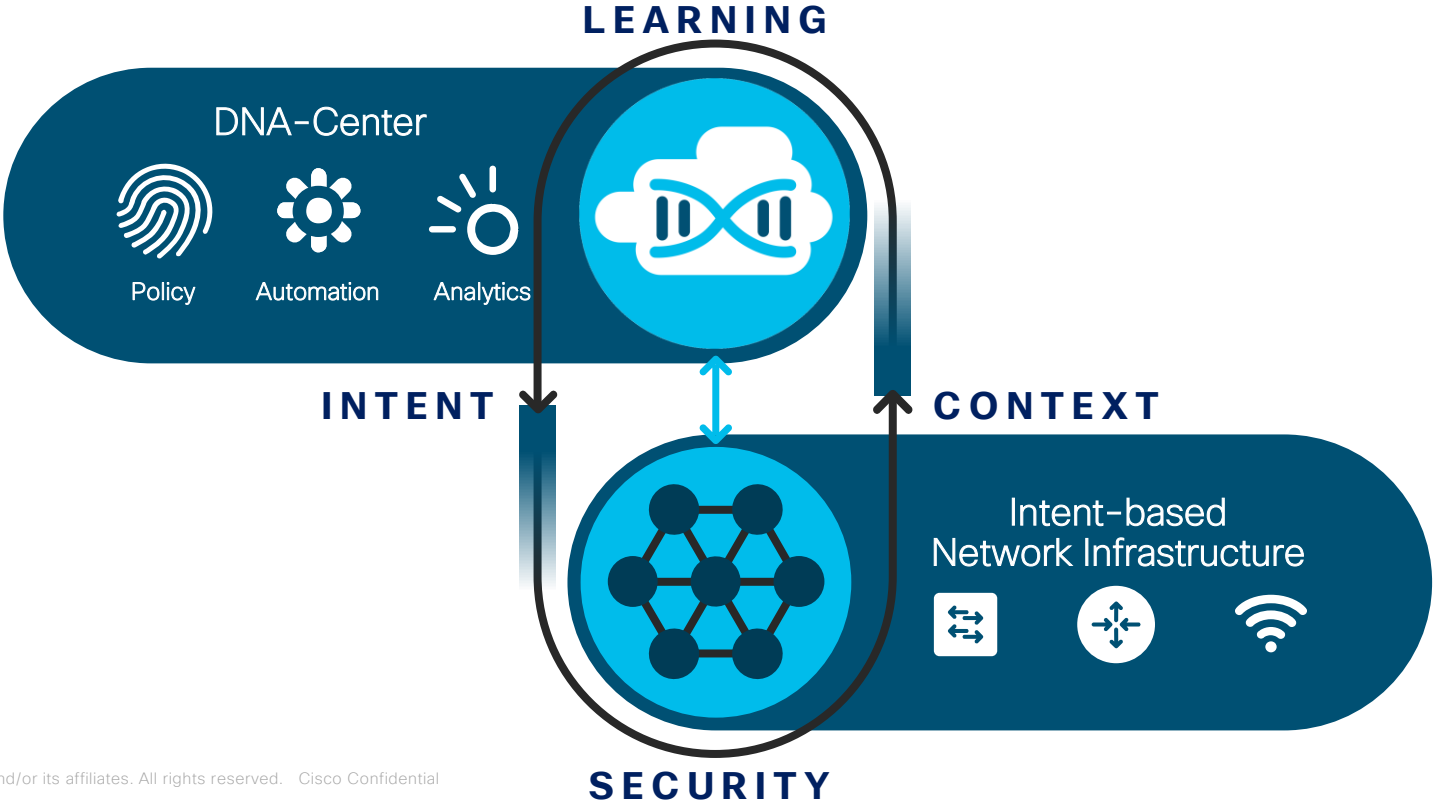 LEARNING
DNA-Center
Policy Automation Analytics
INTENT
CONTEXT
Intent-based
Network Infrastructure
SECURITY
and/or its affiliates. All rights reserved. Cisco Confidential